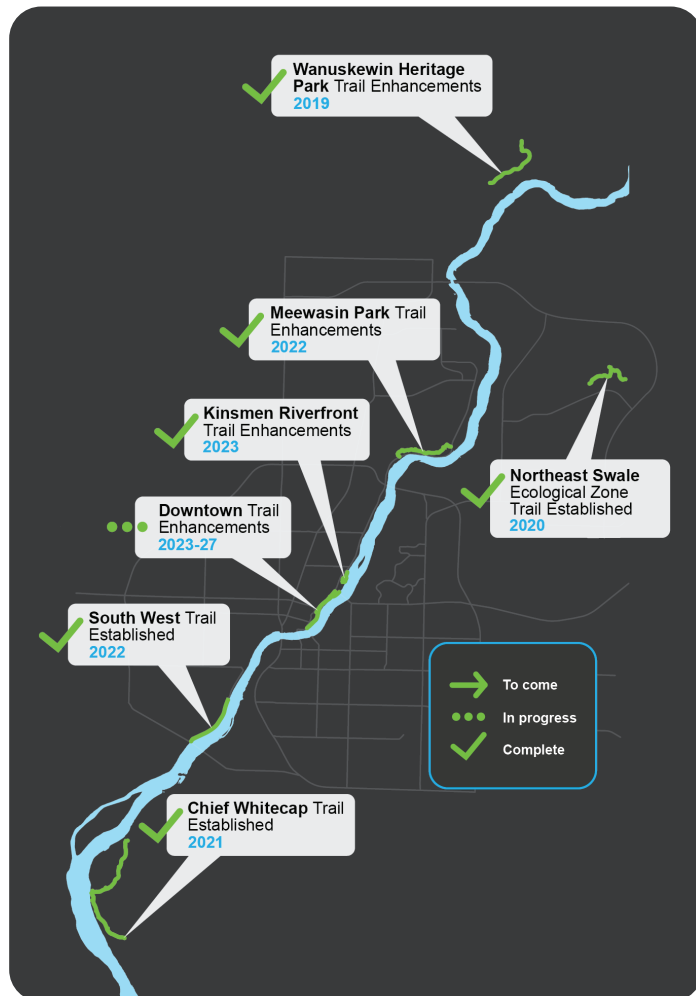 Wanuskewin Heritage
Park Trail Enhancements
2019
Meewasin Park Trail
Enhancements
2022
Kinsmen Riverfront
Trail Enhancements
2023
Northeast Swale
Ecological Zone
Trail Established
2020
Downtown Trail
Enhancements
2023-27
South West Trail
Established
2022
To come
In progress
Complete
Chief Whitecap Trail
Established
2021